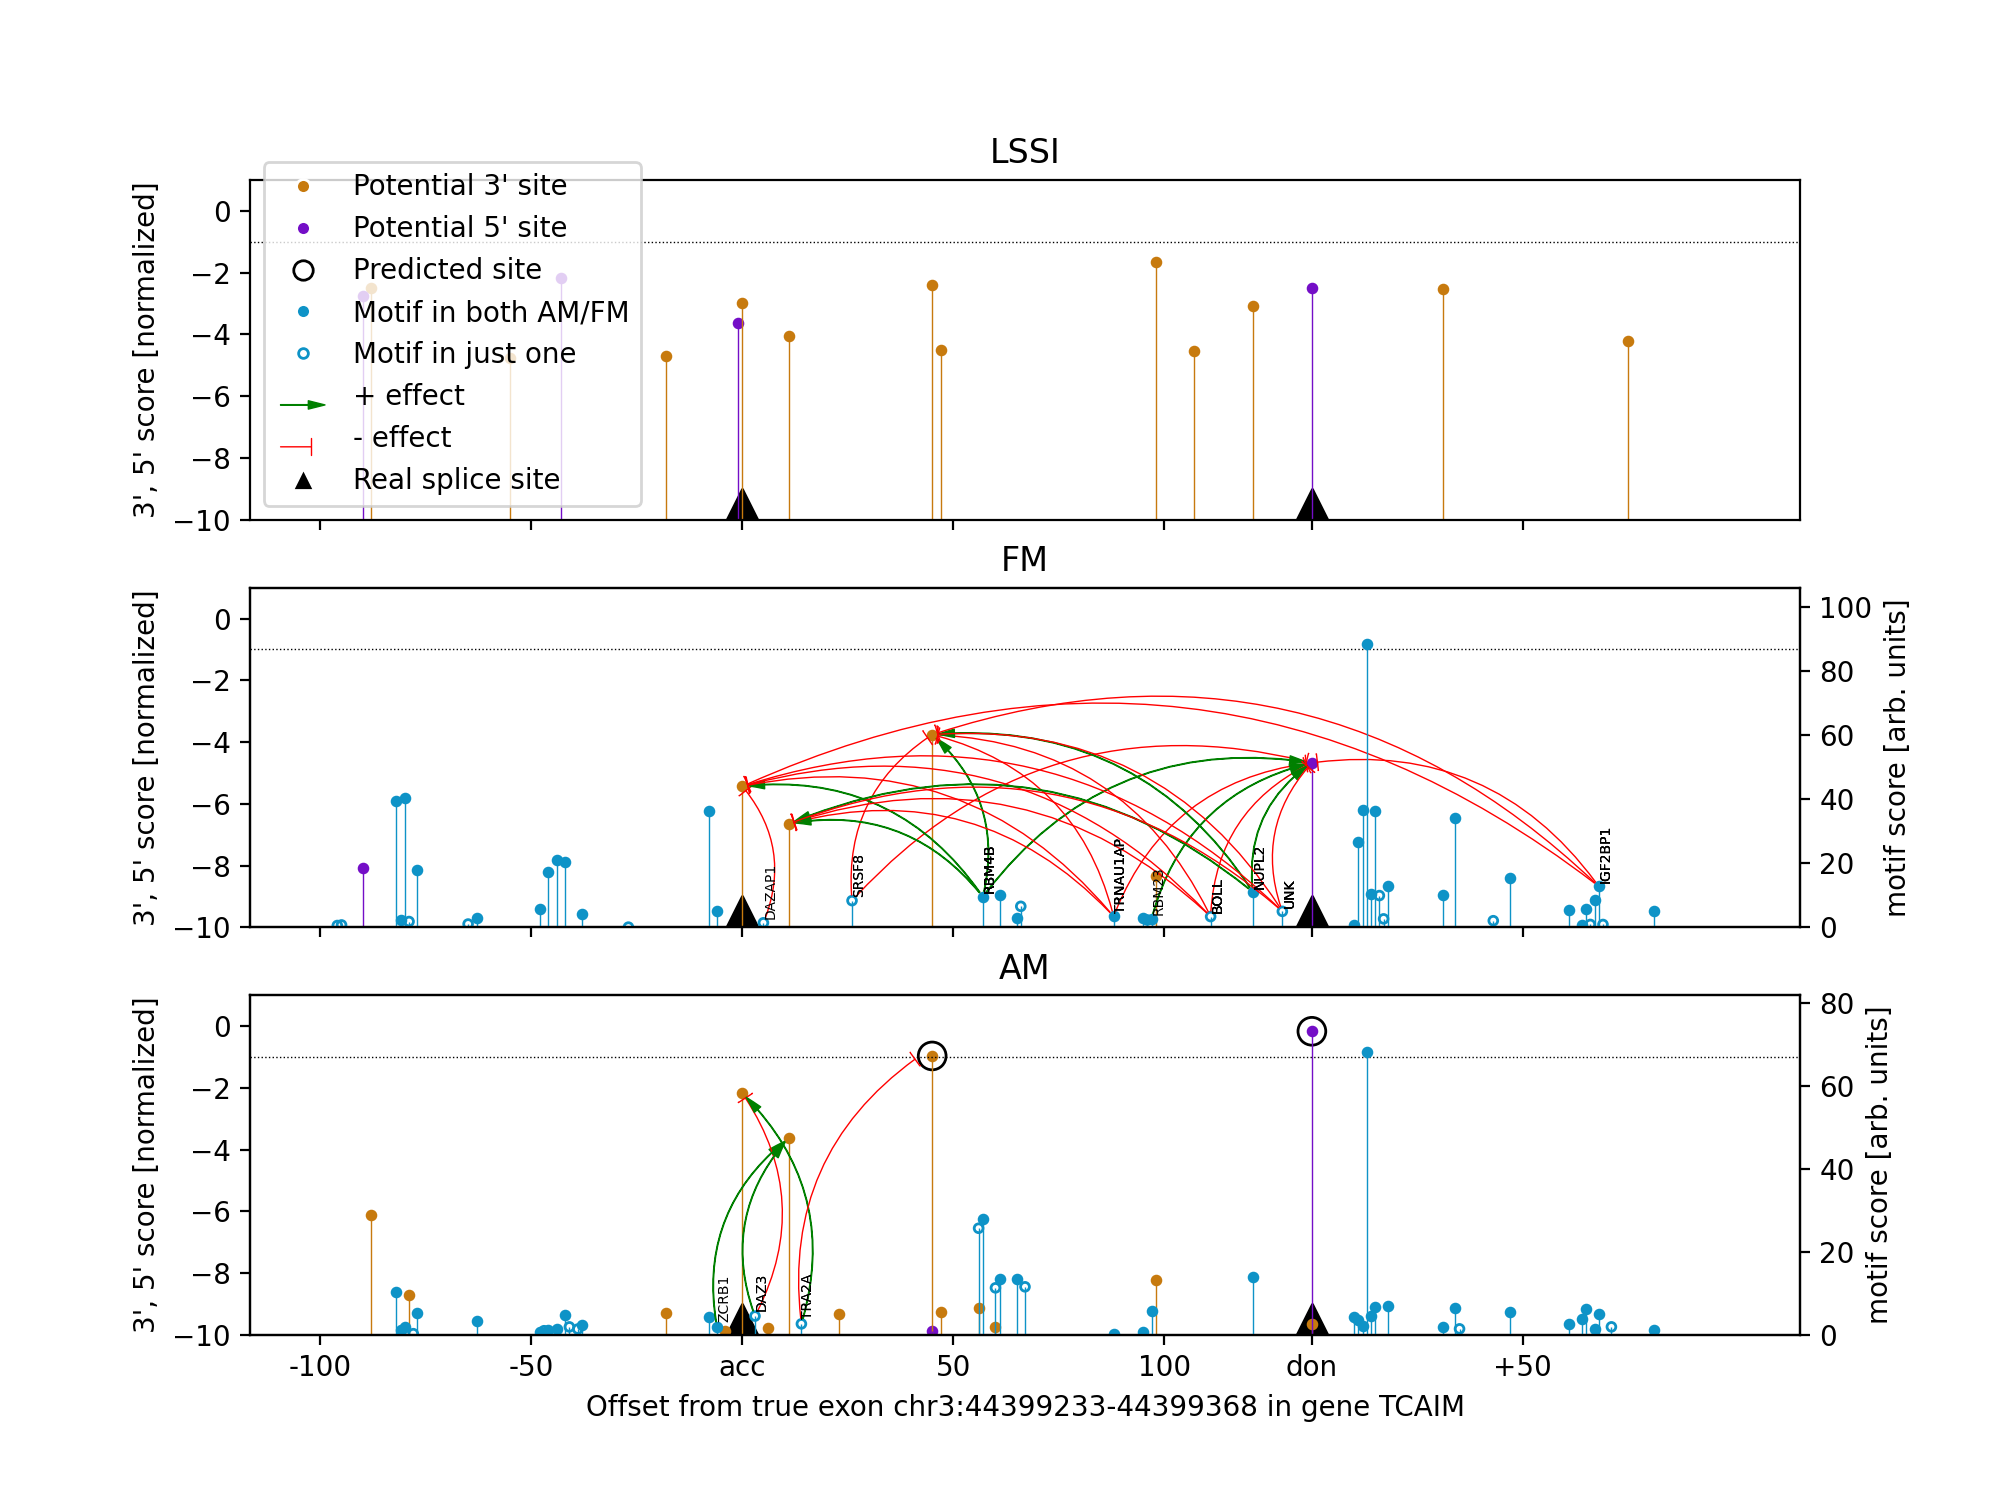 LSSI
3', 5' score [normalized]
0
−2
−4
−6
−8
−10
Potential 3' site
Potential 5' site
Predicted site
Motif in both AM/FM
Motif in just one
+ effect
- effect
Real splice site
FM
3', 5' score [normalized]
0
−2
−4
−6
−8
−10
DAZAP1
SRSF8
RBM4B
TRNAU1AP
RBM23
BOLL
NUPL2
UNK
IGF2BP1
100
80
60
40
20
0
motif score [arb. units]
AM
3', 5' score [normalized]
0
−2
−4
−6
−8
−10
ZCRB1
DAZ3
TRA2A
80
60
40
20
0
motif score [arb. units]
-100
-50
acc
50
100
don
+50
Offset from true exon chr3:44399233-44399368 in gene TCAIM